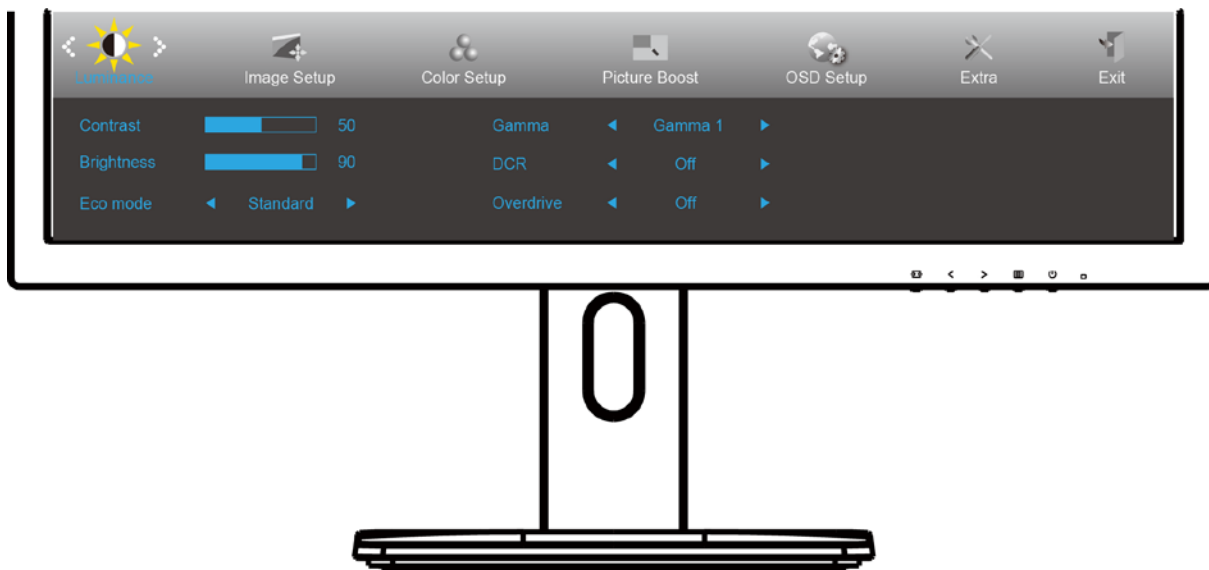 Luminance
Image Setup
Color Setup
Picture Boost
OSD Setup
Extra
Exit
Contrast 50 Gamma Gamma 1
Brightness 90 DCR Off
Eco mode Standard Overdrive Off